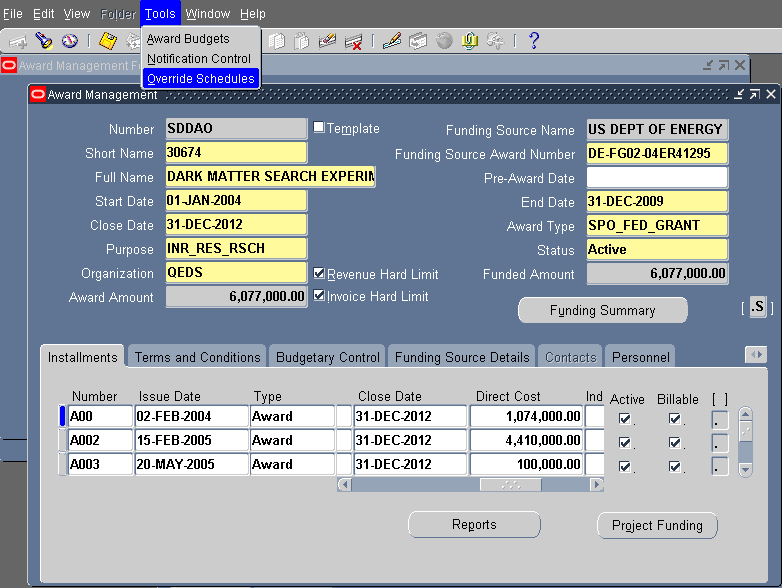 File Edit View Folder Tools Window Help
Award Budgets
Notification Control
Override Schedules
Award Management
Award Management
Number SDDAO Template Funding Source Name US DEPT OF ENERGY
Short Name 30674 Funding Source Award Number DE-FG02-04ER41295
Full Name DARK MATTER SEARCH Pre-Award Date
Start Date 01-JAN-2004 End Date 31-DEC-2009
Close Date 31-DEC-2012 Award Type SPO_FED_GRANT
Purpose INR_RES_RSCH Status Active
Organization QEDS Revenue Hard Limit Funded Amount 6,077,000.00
Award Amount 6,077,000.00 Invoice Hard Limit
Funding Summary [ .S ]
Installments Terms and Conditions Budgetary Control Funding Source Details Contacts Personnel
Number Issue Date Type Close Date Direct Cost Ind Active Billable [ ]
A00 02-FEB-2004 Award 31-DEC-2012 1,074,000.00
A002 15-FEB-2005 Award 31-DEC-2012 4,410,000.00
A003 20-MAY-2005 Award 31-DEC-2012 100,000.00
Reports Project Funding